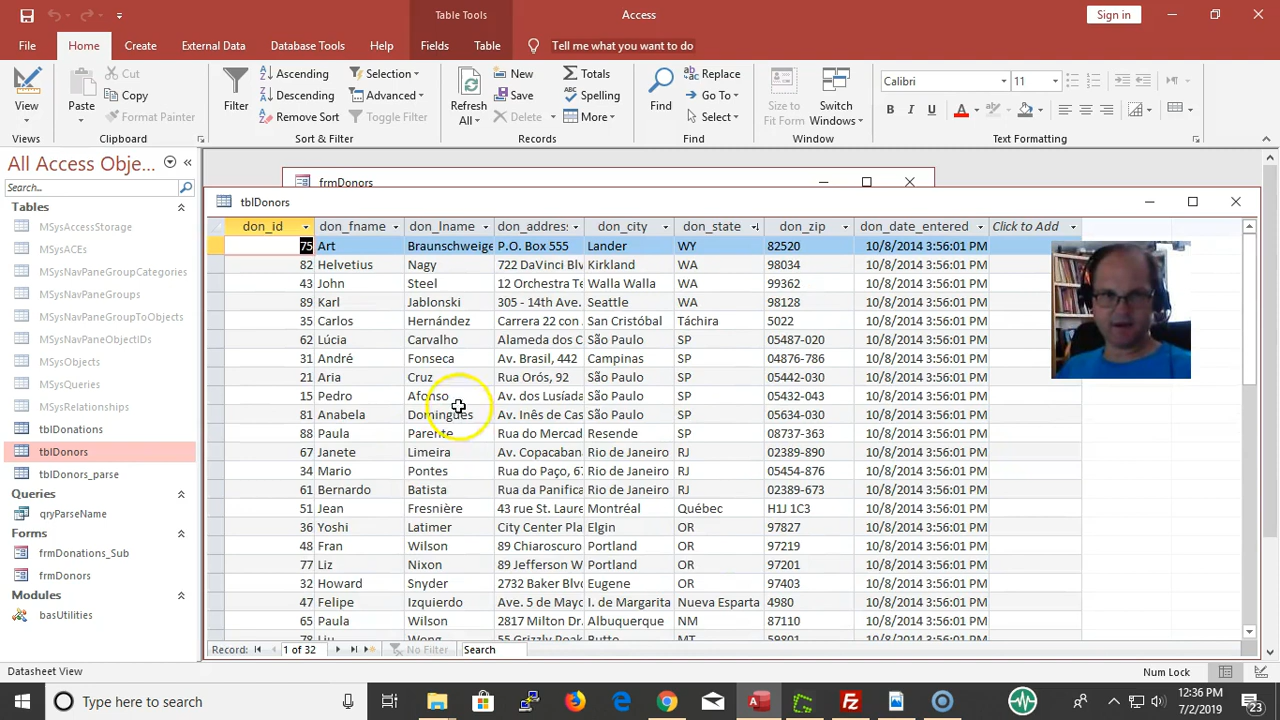 Table Tools
Access
Sign in
File Home Create External Data Database Tools Help Fields Table Tell me what you want to do
View
Views
Paste
Cut
Copy
Format Painter
Clipboard
Filter
Ascending
Descending
Remove Sort
Selection
Advanced
Toggle Filter
Sort & Filter
Refresh
All
New
Save
Delete
Totals
Spelling
More
Records
Find
Replace
Go To
Select
Find
Size to
Fit Form
Switch
Windows
Window
Calibri 11
B I U A
Text Formatting
All Access Obje...
Search...
Tables
MSysAccessStorage
MSysACEs
MSysNavPaneGroupCategories
MSysNavPaneGroups
MSysNavPaneGroupToObjects
MSysNavPaneObjectIDs
MSysObjects
MSysQueries
MSysRelationships
tblDonations
tblDonors
tblDonors_parse
Queries
qryParseName
Forms
frmDonations_Sub
frmDonors
Modules
basUtilities
frmDonors
tblDonors
don_id don_fname don_lname don_address don_city don_state don_zip don_date_entered Click to Add
75 Art Braunschweige P.O. Box 555 Lander WY 82520 10/8/2014 3:56:01 PM
82 Helvetius Nagy 722 DaVinci Blv Kirkland WA 98034 10/8/2014 3:56:01 PM
43 John Steel 12 Orchestra Te Walla Walla WA 99362 10/8/2014 3:56:01 PM
89 Karl Jablonski 305 - 14th Ave. Seattle WA 98128 10/8/2014 3:56:01 PM
35 Carlos Hernández Carrera 22 con San Cristóbal Táchira 5022 10/8/2014 3:56:01 PM
62 Lúcia Carvalho Alameda dos C São Paulo SP 05487-020 10/8/2014 3:56:01 PM
31 André Fonseca Av. Brasil, 442 Campinas SP 04876-786 10/8/2014 3:56:01 PM
21 Aria Cruz Rua Orós, 92 São Paulo SP 05442-030 10/8/2014 3:56:01 PM
15 Pedro Afonso Av. dos Lusíada São Paulo SP 05432-043 10/8/2014 3:56:01 PM
81 Anabela Domingues Av. Inês de Cas São Paulo SP 05634-030 10/8/2014 3:56:01 PM
88 Paula Parente Rua do Mercad Resende SP 08737-363 10/8/2014 3:56:01 PM
67 Janete Limeira Av. Copacaban Rio de Janeiro RJ 02389-890 10/8/2014 3:56:01 PM
34 Mario Pontes Rua do Paço, 67 Rio de Janeiro RJ 05454-876 10/8/2014 3:56:01 PM
61 Bernardo Batista Rua da Panifica Rio de Janeiro RJ 02389-673 10/8/2014 3:56:01 PM
51 Jean Fresnière 43 rue St. Laure Montréal Québec H1J 1C3 10/8/2014 3:56:01 PM
36 Yoshi Latimer City Center Pla Elgin OR 97827 10/8/2014 3:56:01 PM
48 Fran Wilson 89 Chiaroscuro Portland OR 97219 10/8/2014 3:56:01 PM
77 Liz Nixon 89 Jefferson W Portland OR 97201 10/8/2014 3:56:01 PM
32 Howard Snyder 2732 Baker Blvd Eugene OR 97403 10/8/2014 3:56:01 PM
47 Felipe Izquierdo Ave. 5 de Mayo I. de Margarita Nueva Esparta 4980 10/8/2014 3:56:01 PM
65 Paula Wilson 2817 Milton Dr. Albuquerque NM 87110 10/8/2014 3:56:01 PM
78 Liu Wong 55 Grizzly Peak Butte MT 59801 10/8/2014 3:56:01 PM
Record: 1 of 32 No Filter Search
Datasheet View
Num Lock
Type here to search
12:36 PM
7/2/2019
23